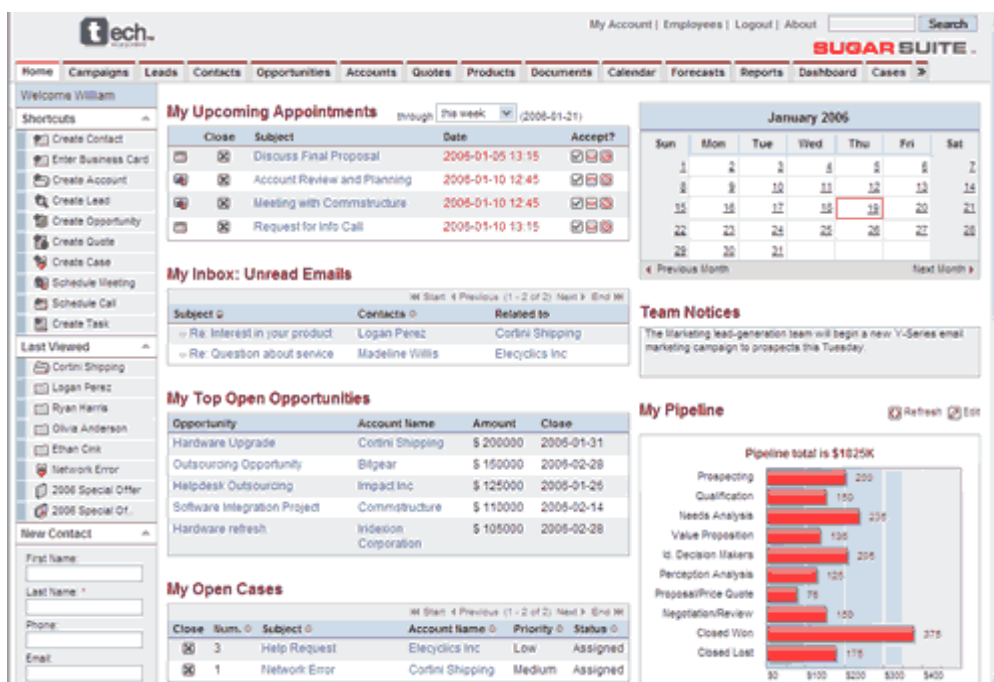 tech.
My Account | Employees | Logout | About Search
SUGARSUITE.
Home Campaigns Leads Contacts Opportunities Accounts Quotes Products Documents Calendar Forecasts Reports Dashboard Cases
Welcome William
Shortcuts
Create Contact
Enter Business Card
Create Account
Create Lead
Create Opportunity
Create Quote
Create Case
Schedule Meeting
Schedule Call
Create Task
Last Viewed
Cortini Shipping
Logan Perez
Ryan Harris
Olivia Anderson
Ethan Cink
Network Error
2006 Special Offer
2006 Special Of..
New Contact
First Name:
Last Name: *
Phone:
Email:
My Upcoming Appointments through this week (2006-01-21)
Close Subject Date Accept?
Discuss Final Proposal 2006-01-05 13:15
Account Review and Planning 2006-01-10 12:45
Meeting with Commstructure 2006-01-10 12:45
Request for Info Call 2006-01-10 13:15
My Inbox: Unread Emails
Start Previous (1 - 2 of 2) Next End
Subject Contacts Related to
Re: Interest in your product Logan Perez Cortini Shipping
Re: Question about service Madeline Willis Elecyclics Inc
My Top Open Opportunities
Opportunity Account Name Amount Close
Hardware Upgrade Cortini Shipping $ 200000 2006-01-31
Outsourcing Opportunity Bilgear $ 150000 2006-02-28
Helpdesk Outsourcing Impact Inc $ 125000 2006-01-26
Software Integration Project Commstructure $ 110000 2006-02-14
Hardware refresh Iridexion $ 105000 2006-02-28
Corporation
My Open Cases
Start Previous (1 - 2 of 2) Next End
Close Num. Subject Account Name Priority Status
3 Help Request Elecyclics Inc Low Assigned
1 Network Error Cortini Shipping Medium Assigned
January 2006
Sun Mon Tue Wed Thu Fri Sat
1 2 3 4 5 6 7
8 9 10 11 12 13 14
15 16 17 18 19 20 21
22 23 24 25 26 27 28
29 30 31
Previous Month Next Month
Team Notices
The Marketing lead-generation team will begin a new Y-Series email
marketing campaign to prospects this Tuesday.
My Pipeline Refresh Edit
Pipeline total is $1825K
Prospecting 200
Qualification 150
Needs Analysis 235
Value Proposition
Id. Decision Makers 205
Perception Analysis 125
Proposal/Price Quote 75
Negotiation/Review 150
Closed Won 375
Closed Lost 175
$0 $100 $200 $300 $400